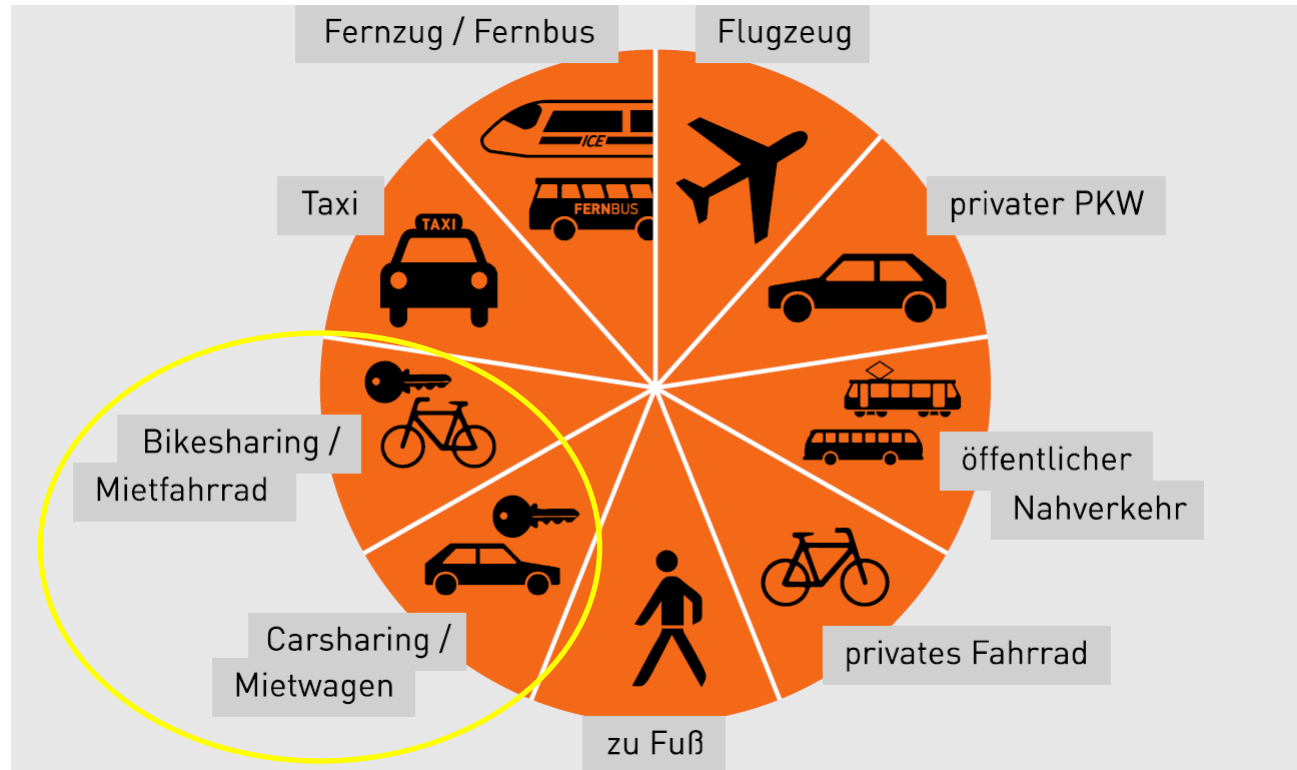 Fernzug / Fernbus
Flugzeug
ICE
FERNBUS
Taxi
TAXI
privater PKW
Bikesharing /
Mietfahrrad
öffentlicher
Nahverkehr
Carsharing /
Mietwagen
privates Fahrrad
zu Fuß